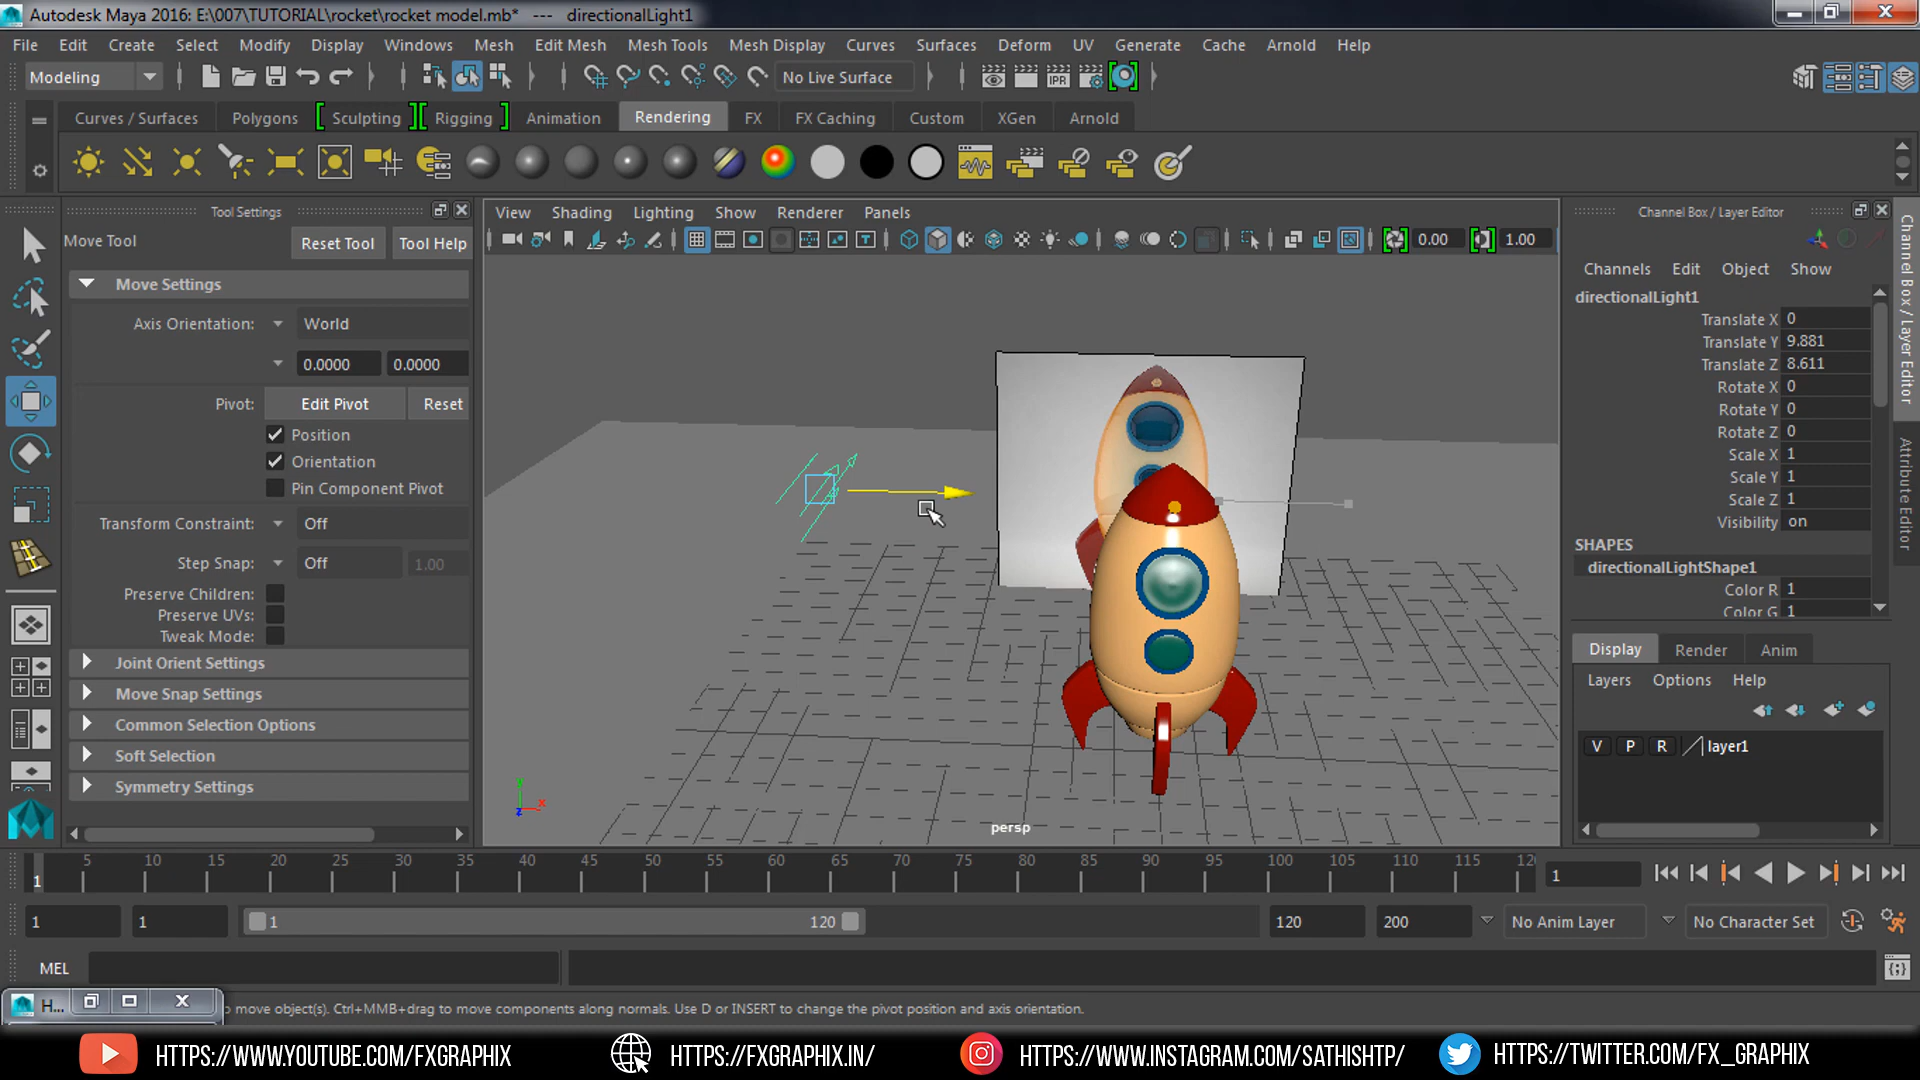 Autodesk Maya 2016: E:\007\TUTORIAL\rocket\rocket model.mb* --- directionalLight1
File Edit Create Select Modify Display Windows Mesh Edit Mesh Mesh Tools Mesh Display Curves Surfaces Deform UV Generate Cache Arnold Help
Modeling No Live Surface IPR
Curves / Surfaces Polygons Sculpting Rigging Animation Rendering FX FX Caching Custom XGen Arnold
Tool Settings
Move Tool Reset Tool Tool Help
Move Settings
Axis Orientation: World
0.0000 0.0000
Pivot: Edit Pivot Reset
Position
Orientation
Pin Component Pivot
Transform Constraint: Off
Step Snap: Off 1.00
Preserve Children:
Preserve UVs:
Tweak Mode:
Joint Orient Settings
Move Snap Settings
Common Selection Options
Soft Selection
Symmetry Settings
View Shading Lighting Show Renderer Panels
0.00 1.00
persp
x
z
Channel Box / Layer Editor
Channels Edit Object Show
directionalLight1
Translate X 0
Translate Y 9.881
Translate Z 8.611
Rotate X 0
Rotate Y 0
Rotate Z 0
Scale X 1
Scale Y 1
Scale Z 1
Visibility on
SHAPES
directionalLightShape1
Color R 1
Color G 1
Display Render Anim
Layers Options Help
V P R layer1
Channel Box / Layer Editor
Attribute Editor
1 5 10 15 20 25 30 35 40 45 50 55 60 65 70 75 80 85 90 95 100 105 110 115 12
1
1 1 1 120 120 200 No Anim Layer No Character Set
MEL
H...
o move object(s). Ctrl+MMB+drag to move components along normals. Use D or INSERT to change the pivot position and axis orientation.
HTTPS://WWW.YOUTUBE.COM/FXGRAPHIX HTTPS://FXGRAPHIX.IN/ HTTPS://WWW.INSTAGRAM.COM/SATHISHTP/ HTTPS://TWITTER.COM/FX_GRAPHIX